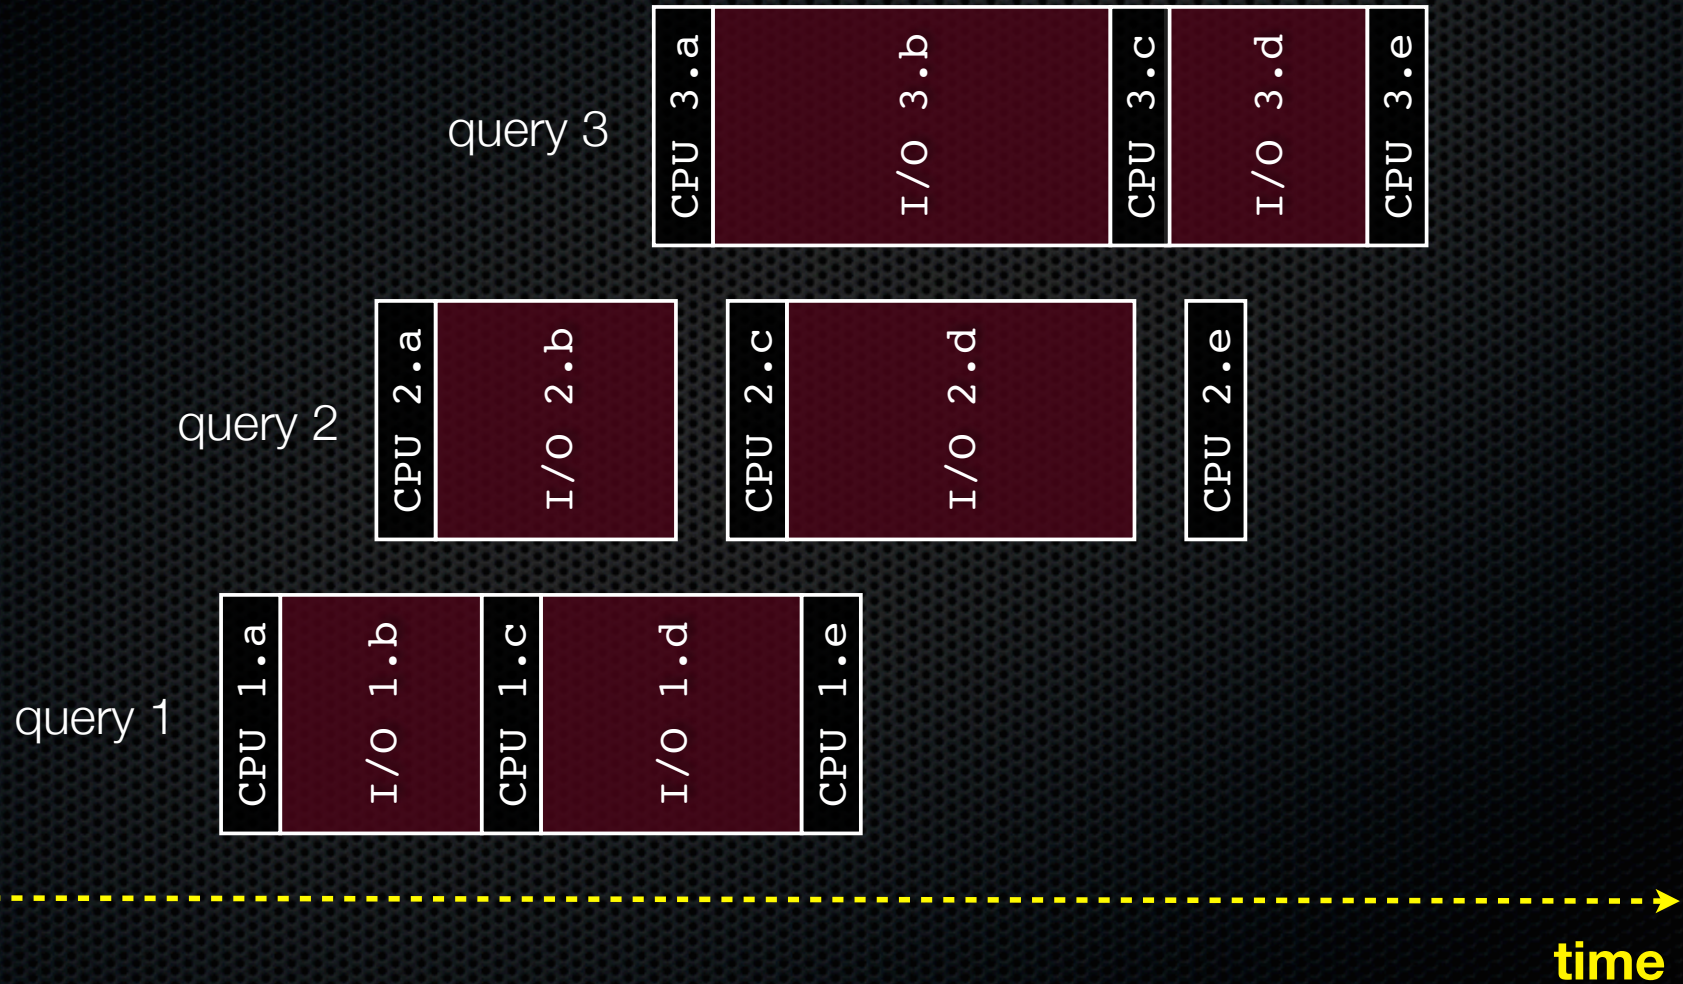 query 3
CPU 3.a
I/O 3.b
CPU 3.c
I/O 3.d
CPU 3.e
query 2
CPU 2.a
I/O 2.b
CPU 2.c
I/O 2.d
CPU 2.e
query 1
CPU 1.a
I/O 1.b
CPU 1.c
I/O 1.d
CPU 1.e
time